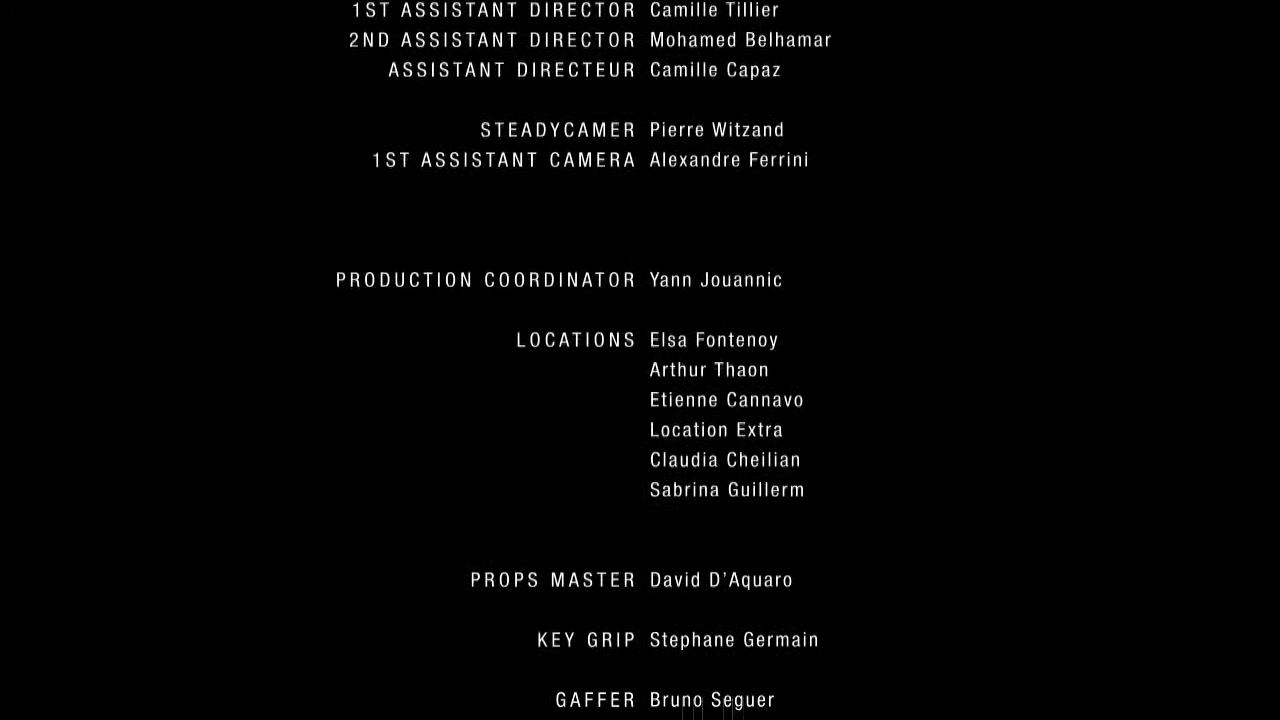 1ST ASSISTANT DIRECTOR Camille Tillier
2ND ASSISTANT DIRECTOR Mohamed Belhamar
ASSISTANT DIRECTEUR Camille Capaz
STEADYCAMER Pierre Witzand
1ST ASSISTANT CAMERA Alexandre Ferrini
PRODUCTION COORDINATOR Yann Jouannic
LOCATIONS Elsa Fontenoy
Arthur Thaon
Etienne Cannavo
Location Extra
Claudia Cheilian
Sabrina Guillerm
PROPS MASTER David D’Aquaro
KEY GRIP Stephane Germain
GAFFER Bruno Seguer